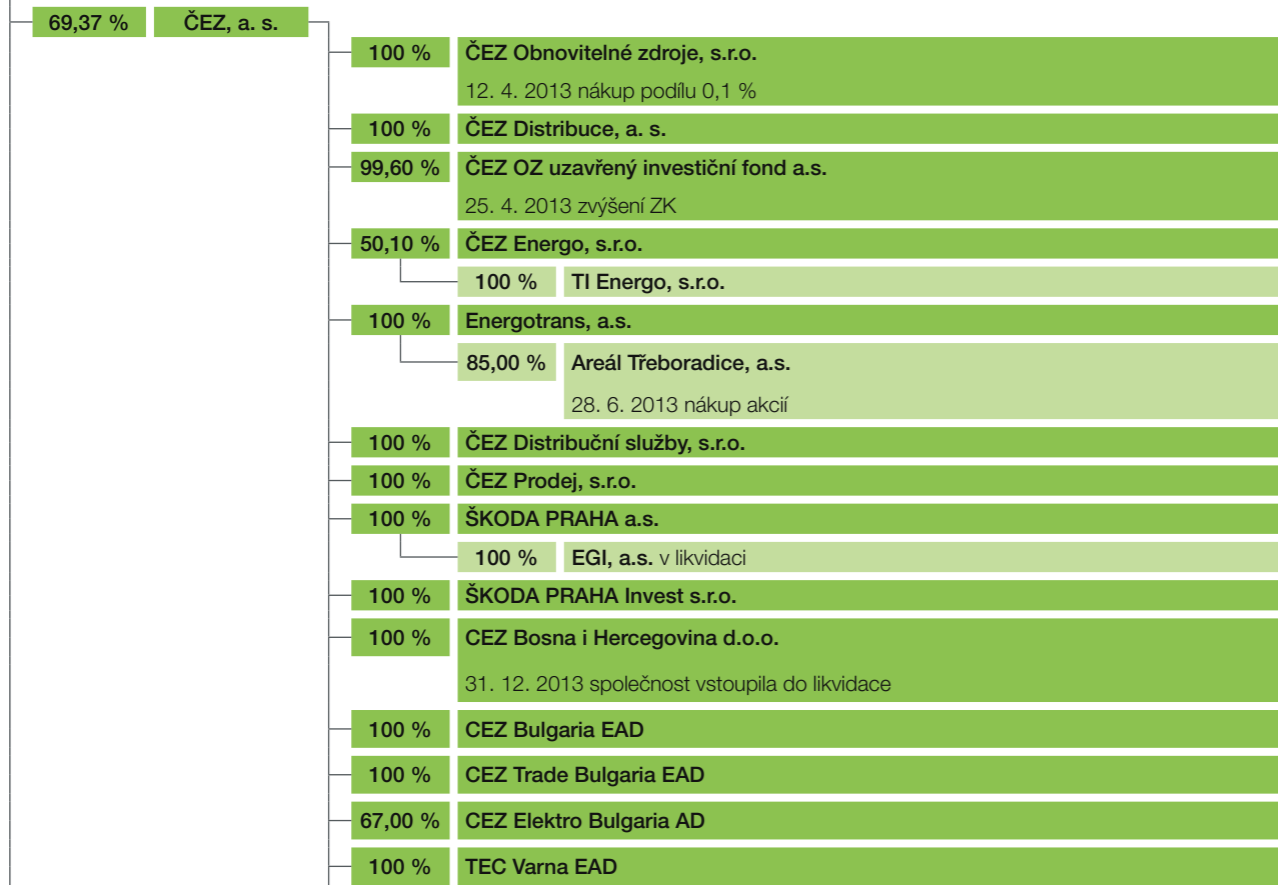 69,37 % ČEZ, a. s.
100 % ČEZ Obnovitelné zdroje, s.r.o.
12. 4. 2013 nákup podílu 0,1 %
100 % ČEZ Distribuce, a. s.
99,60 % ČEZ OZ uzavřený investiční fond a.s.
25. 4. 2013 zvýšení ZK
50,10 % ČEZ Energo, s.r.o.
100 % TI Energo, s.r.o.
100 % Energotrans, a.s.
85,00 % Areál Třeboradice, a.s.
28. 6. 2013 nákup akcií
100 % ČEZ Distribuční služby, s.r.o.
100 % ČEZ Prodej, s.r.o.
100 % ŠKODA PRAHA a.s.
100 % EGI, a.s. v likvidaci
100 % ŠKODA PRAHA Invest s.r.o.
100 % CEZ Bosna i Hercegovina d.o.o.
31. 12. 2013 společnost vstoupila do likvidace
100 % CEZ Bulgaria EAD
100 % CEZ Trade Bulgaria EAD
67,00 % CEZ Elektro Bulgaria AD
100 % TEC Varna EAD